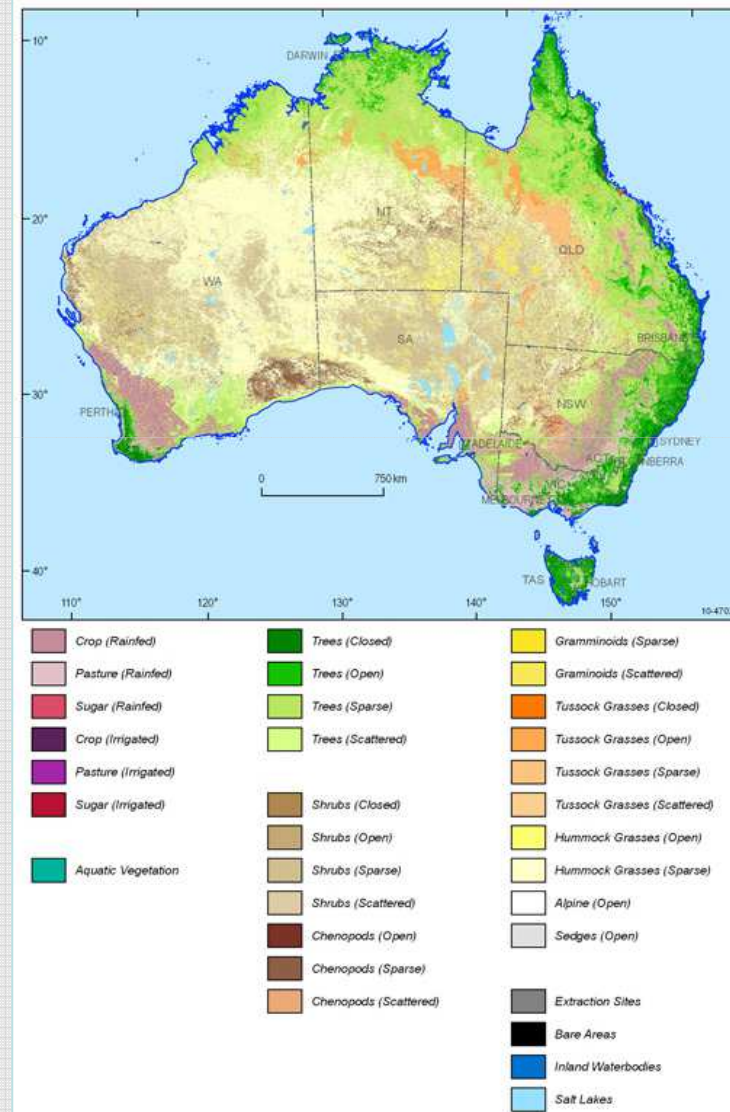 10°
DARWIN
20°
NT
QLD
WA
SA
BRISBANE
30°
NSW
PERTH
ADELAIDE
SYDNEY
ACT
CANBERRA
0 750 km
VIC
MELBOURNE
40°
TAS
HOBART
110° 120° 130° 140° 150°
10-470
Crop (Rainfed)
Pasture (Rainfed)
Sugar (Rainfed)
Crop (Irrigated)
Pasture (Irrigated)
Sugar (Irrigated)
Aquatic Vegetation
Trees (Closed)
Trees (Open)
Trees (Sparse)
Trees (Scattered)
Shrubs (Closed)
Shrubs (Open)
Shrubs (Sparse)
Shrubs (Scattered)
Chenopods (Open)
Chenopods (Sparse)
Chenopods (Scattered)
Gramminoids (Sparse)
Graminoids (Scattered)
Tussock Grasses (Closed)
Tussock Grasses (Open)
Tussock Grasses (Sparse)
Tussock Grasses (Scattered)
Hummock Grasses (Open)
Hummock Grasses (Sparse)
Alpine (Open)
Sedges (Open)
Extraction Sites
Bare Areas
Inland Waterbodies
Salt Lakes